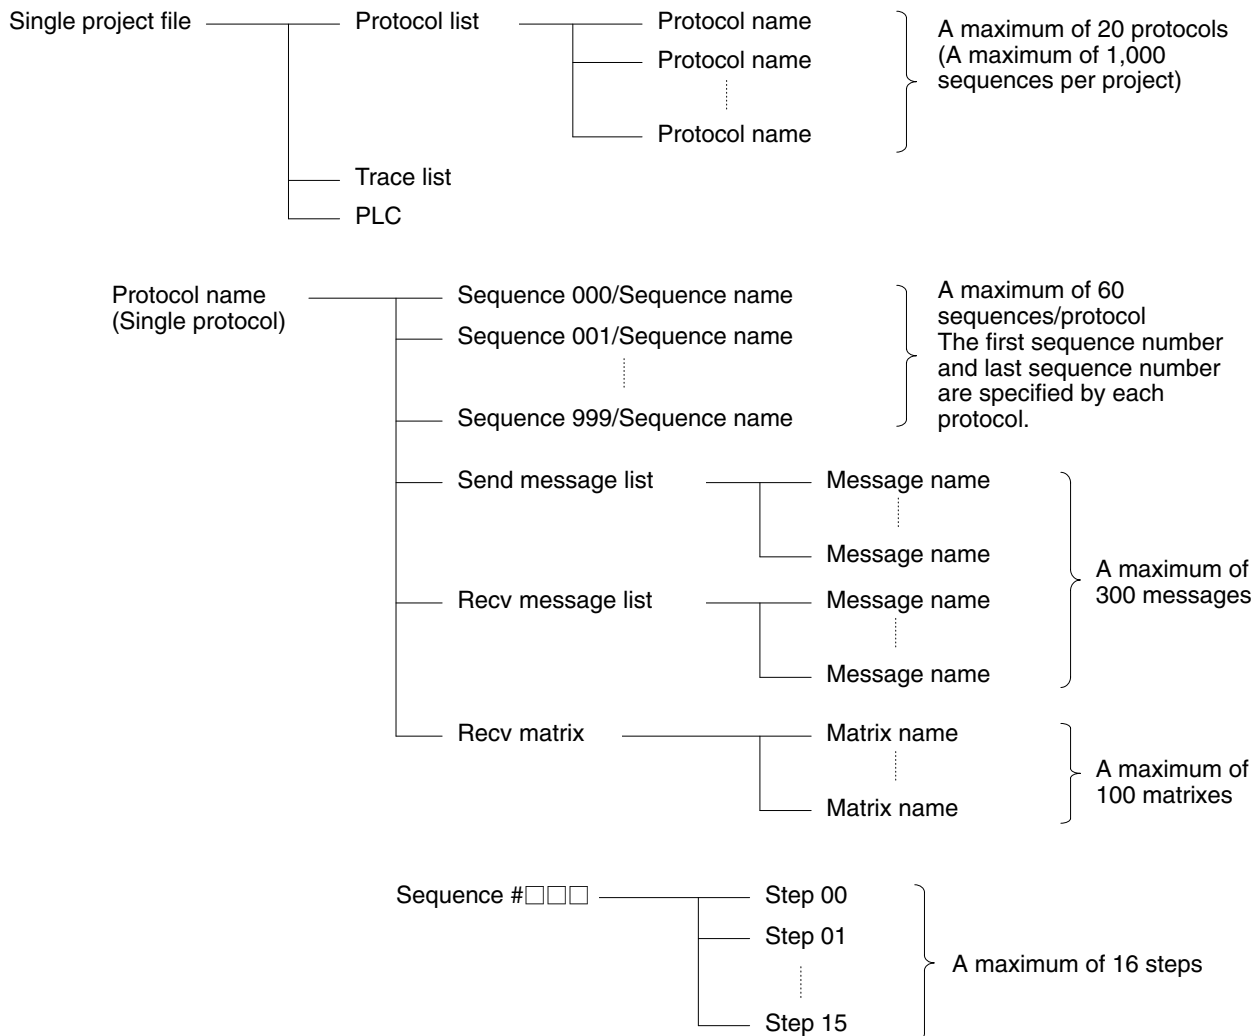 Single project file
Protocol list
Protocol name
Protocol name
Protocol name
A maximum of 20 protocols
(A maximum of 1,000
sequences per project)
Trace list
PLC
Protocol name
(Single protocol)
Sequence 000/Sequence name
Sequence 001/Sequence name
Sequence 999/Sequence name
A maximum of 60
sequences/protocol
The first sequence number
and last sequence number
are specified by each
protocol.
Send message list
Message name
Message name
Recv message list
Message name
Message name
A maximum of
300 messages
Recv matrix
Matrix name
Matrix name
A maximum of
100 matrixes
Sequence #□□□
Step 00
Step 01
Step 15
A maximum of 16 steps